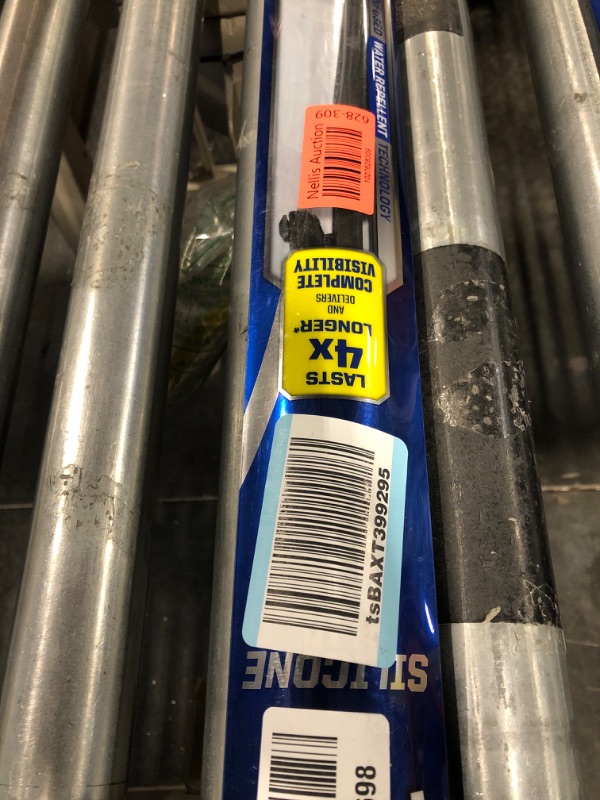 WATER REPELLENT TECHNOLOGY
Nellis Auction
628-309
LASTS
4X
LONGER*
AND
DELIVERS
COMPLETE
VISIBILITY
tsBAXT399295
SILICONE